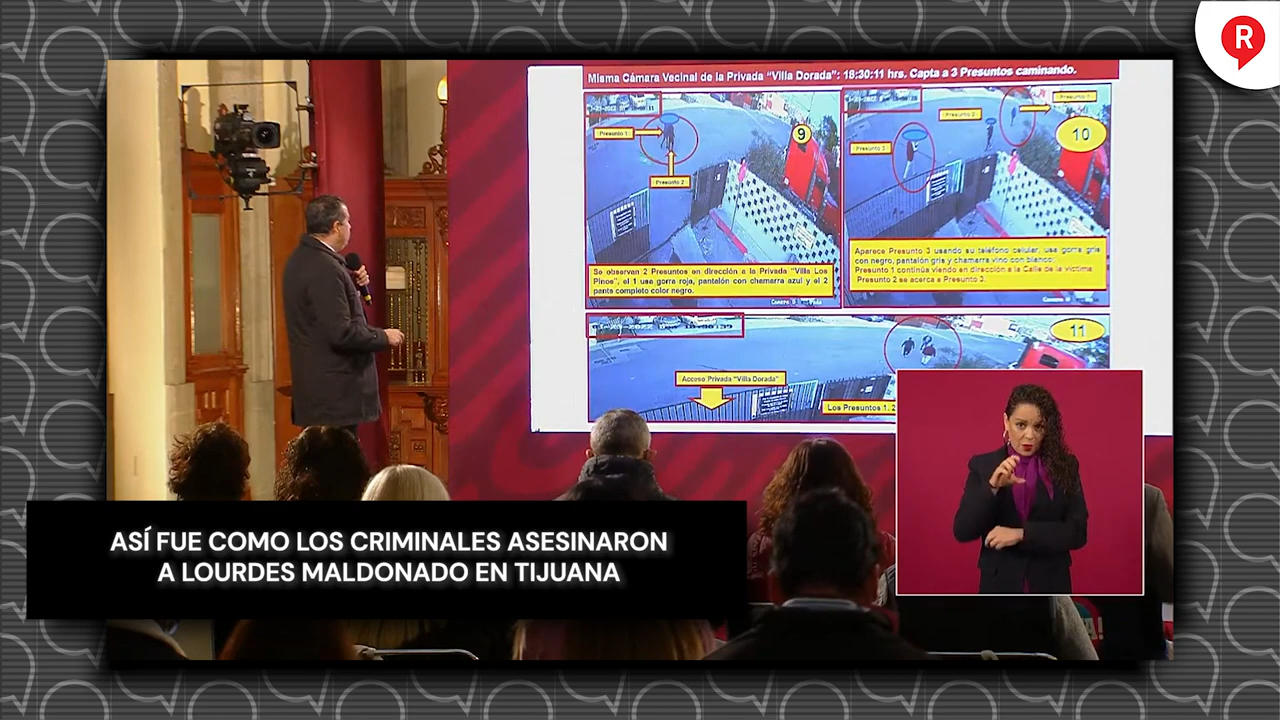 R
Misma Cámara Vecinal de la Privada "Villa Dorada": 18:30:11 hrs. Capta a 3 Presuntos caminando.
Presunto 1
Presunto 2
9
Se observan 2 Presuntos en dirección a la Privada "Villa Los
Pinos", el 1 usa gorra roja, pantalón con chamarra azul y el 2
pants completo color negro.
Presunto 1
Presunto 2
Presunto 3
10
Aparece Presunto 3 usando su teléfono celular, usa gorra gris
con negro, pantalón gris y chamarra vino con blanco;
Presunto 1 continúa viendo en dirección a la Calle de la víctima
Presunto 2 se acerca a Presunto 3.
11
Acceso Privada "Villa Dorada"
Los Presuntos 1, 2
ASÍ FUE COMO LOS CRIMINALES ASESINARON
A LOURDES MALDONADO EN TIJUANA